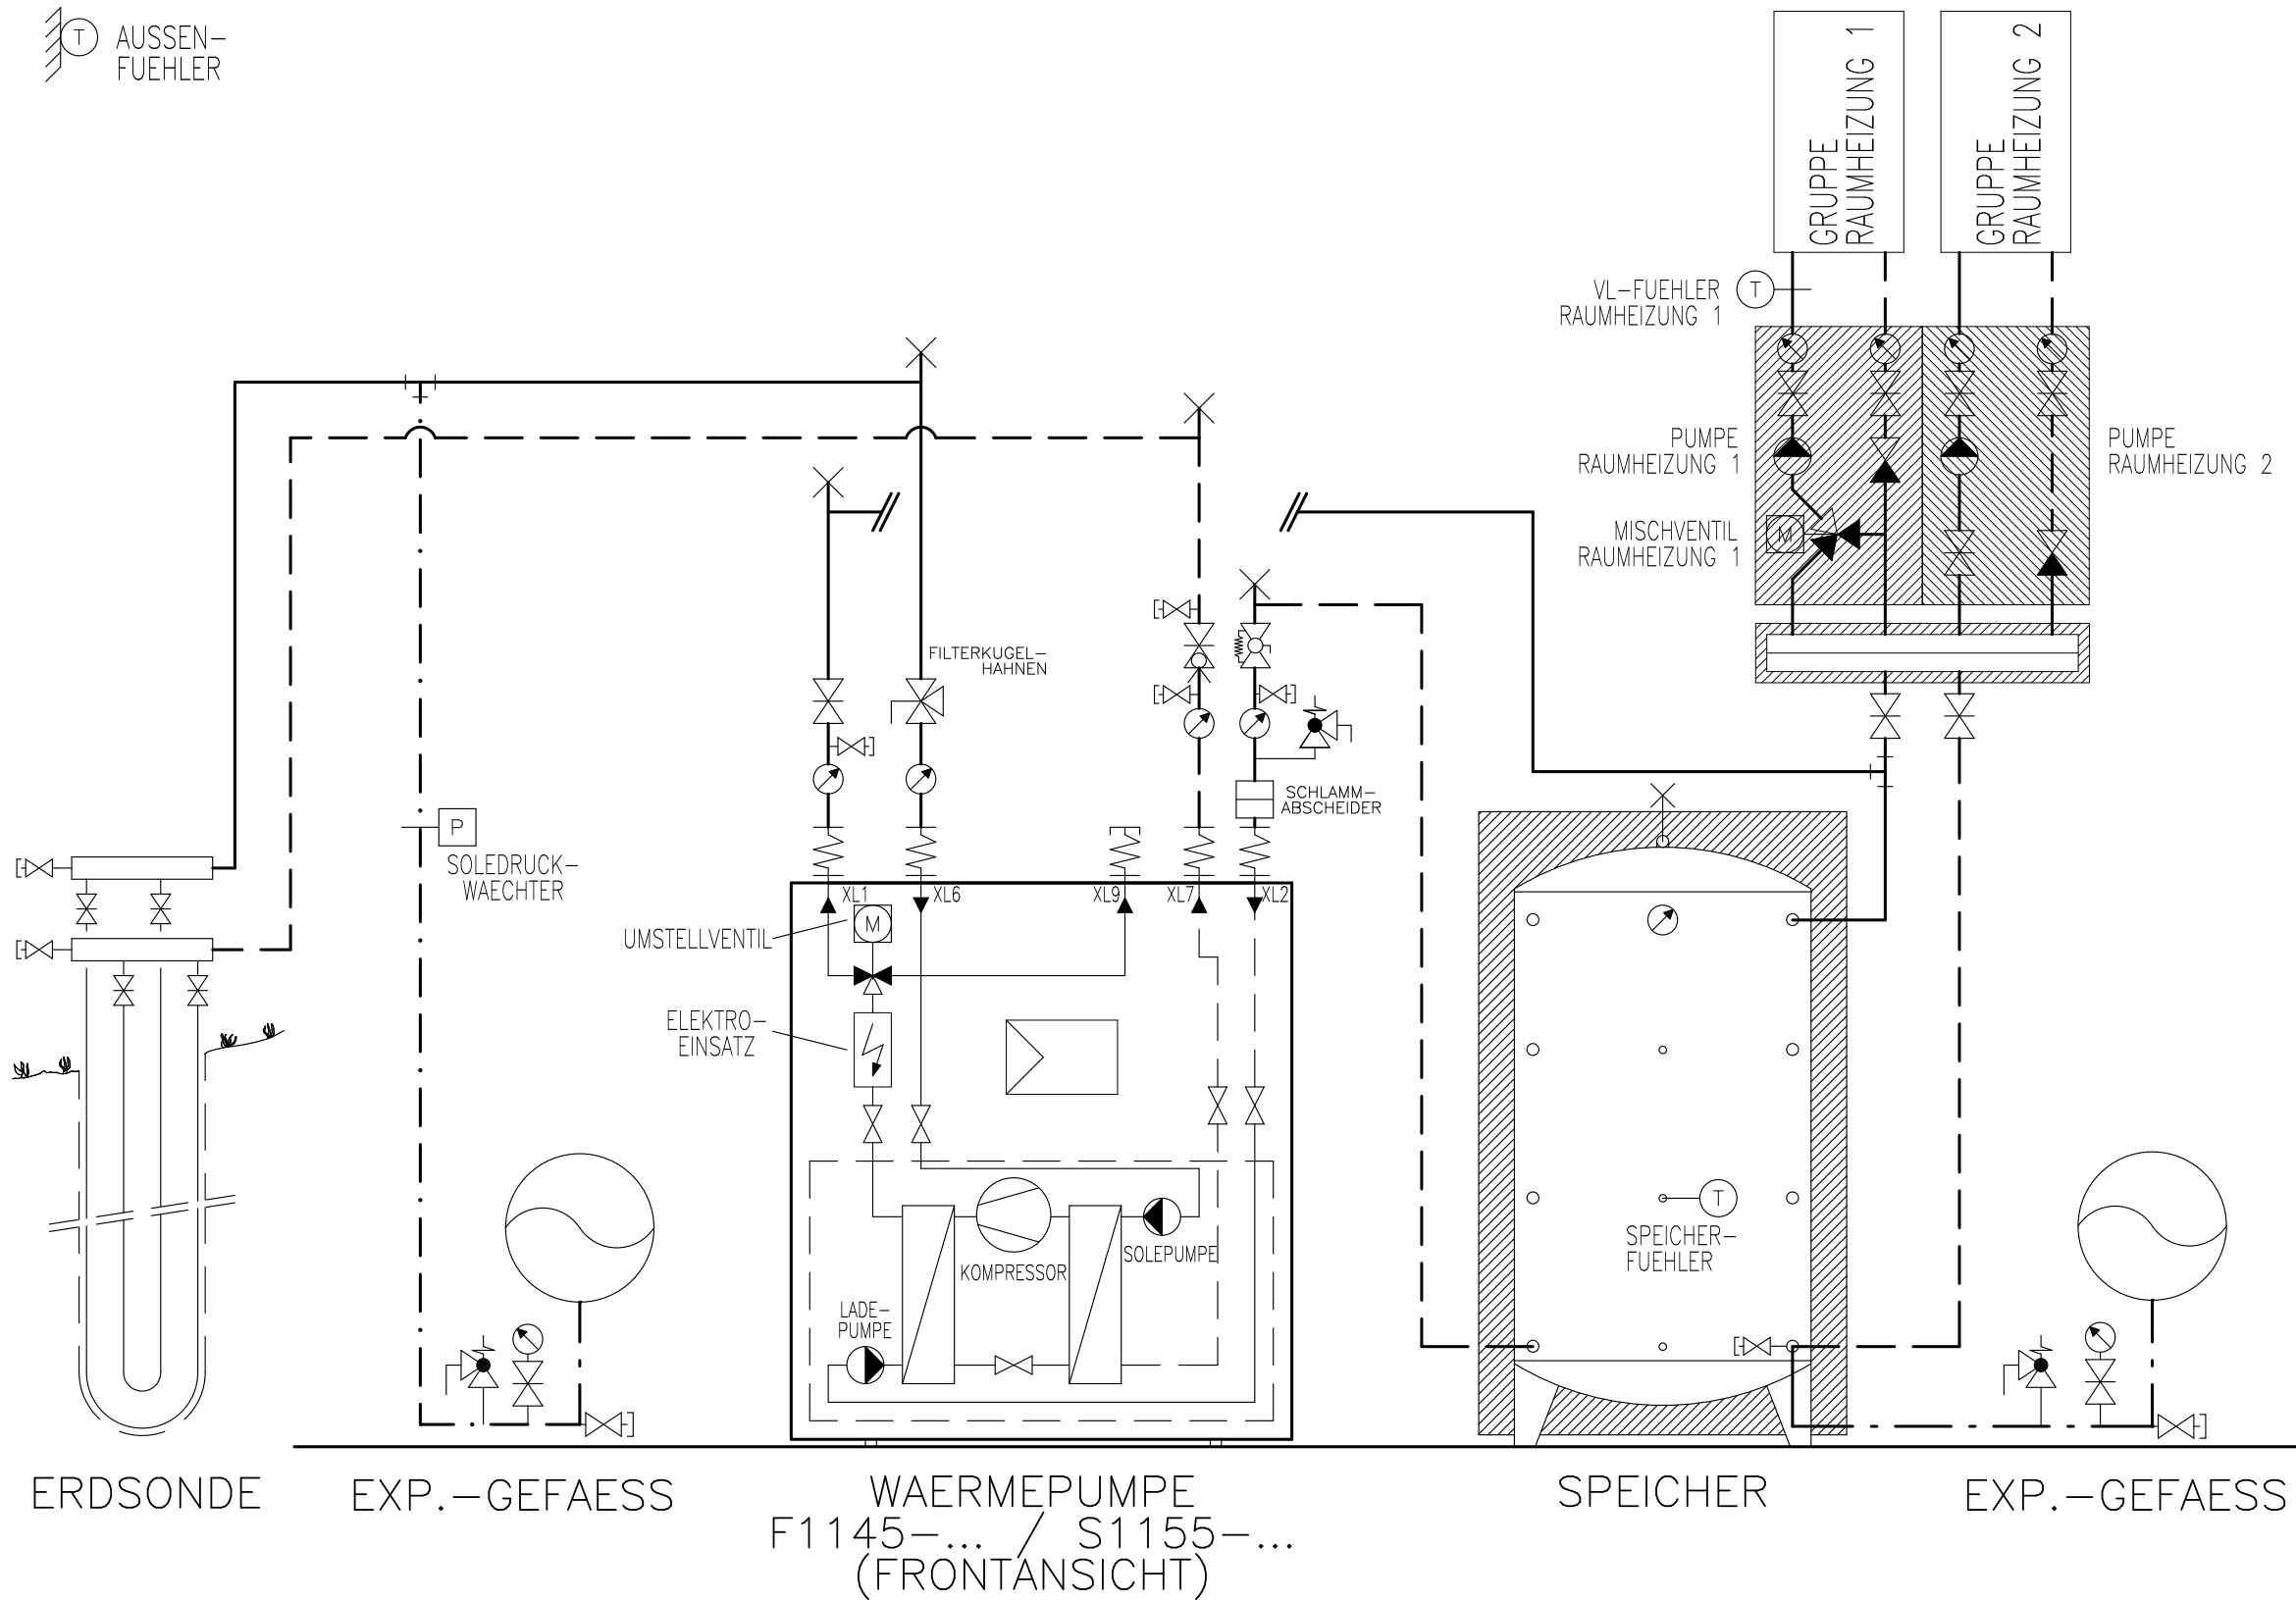 T
AUSSEN-
FUEHLER
GRUPPE
RAUMHEIZUNG 1
GRUPPE
RAUMHEIZUNG 2
VL-FUEHLER
RAUMHEIZUNG 1
T
PUMPE
RAUMHEIZUNG 1
PUMPE
RAUMHEIZUNG 2
MISCHVENTIL
RAUMHEIZUNG 1
M
FILTERKUGEL-
HAHNEN
SCHLAMM-
ABSCHEIDER
P
SOLEDRUCK-
WAECHTER
XL1
XL6
XL9
XL7
XL2
M
UMSTELLVENTIL
ELEKTRO-
EINSATZ
T
SPEICHER-
FUEHLER
SOLEPUMPE
KOMPRESSOR
LADE-
PUMPE
ERDSONDE
EXP.-GEFAESS
WAERMEPUMPE
F1145-... / S1155-...
(FRONTANSICHT)
SPEICHER
EXP.-GEFAESS